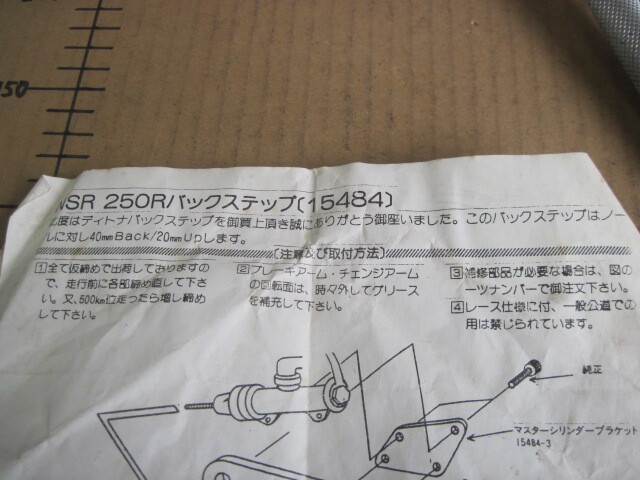 50
NSR 250Rバックステップ〔15484〕
度はデイトナバックステップを御買上頂き誠にありがとう御座いました。このバックステップはノー
ルに対し40mmBack/20mmUpします。
〔注意及び取付方法〕
1 全て仮締めで出荷しておりますの
で、走行前に各部締め直して下さ
い。又、500km位走ったら増し締め
して下さい。
2 ブレーキアーム・チェンジアーム
の回転面は、時々外してグリース
を補充して下さい。
3 補修部品が必要な場合は、図の
ーツナンバーで御注文下さい。
4 レース仕様に付、一般公道での
用は禁じられています。
純正
マスターシリンダーブラケット
15484-3